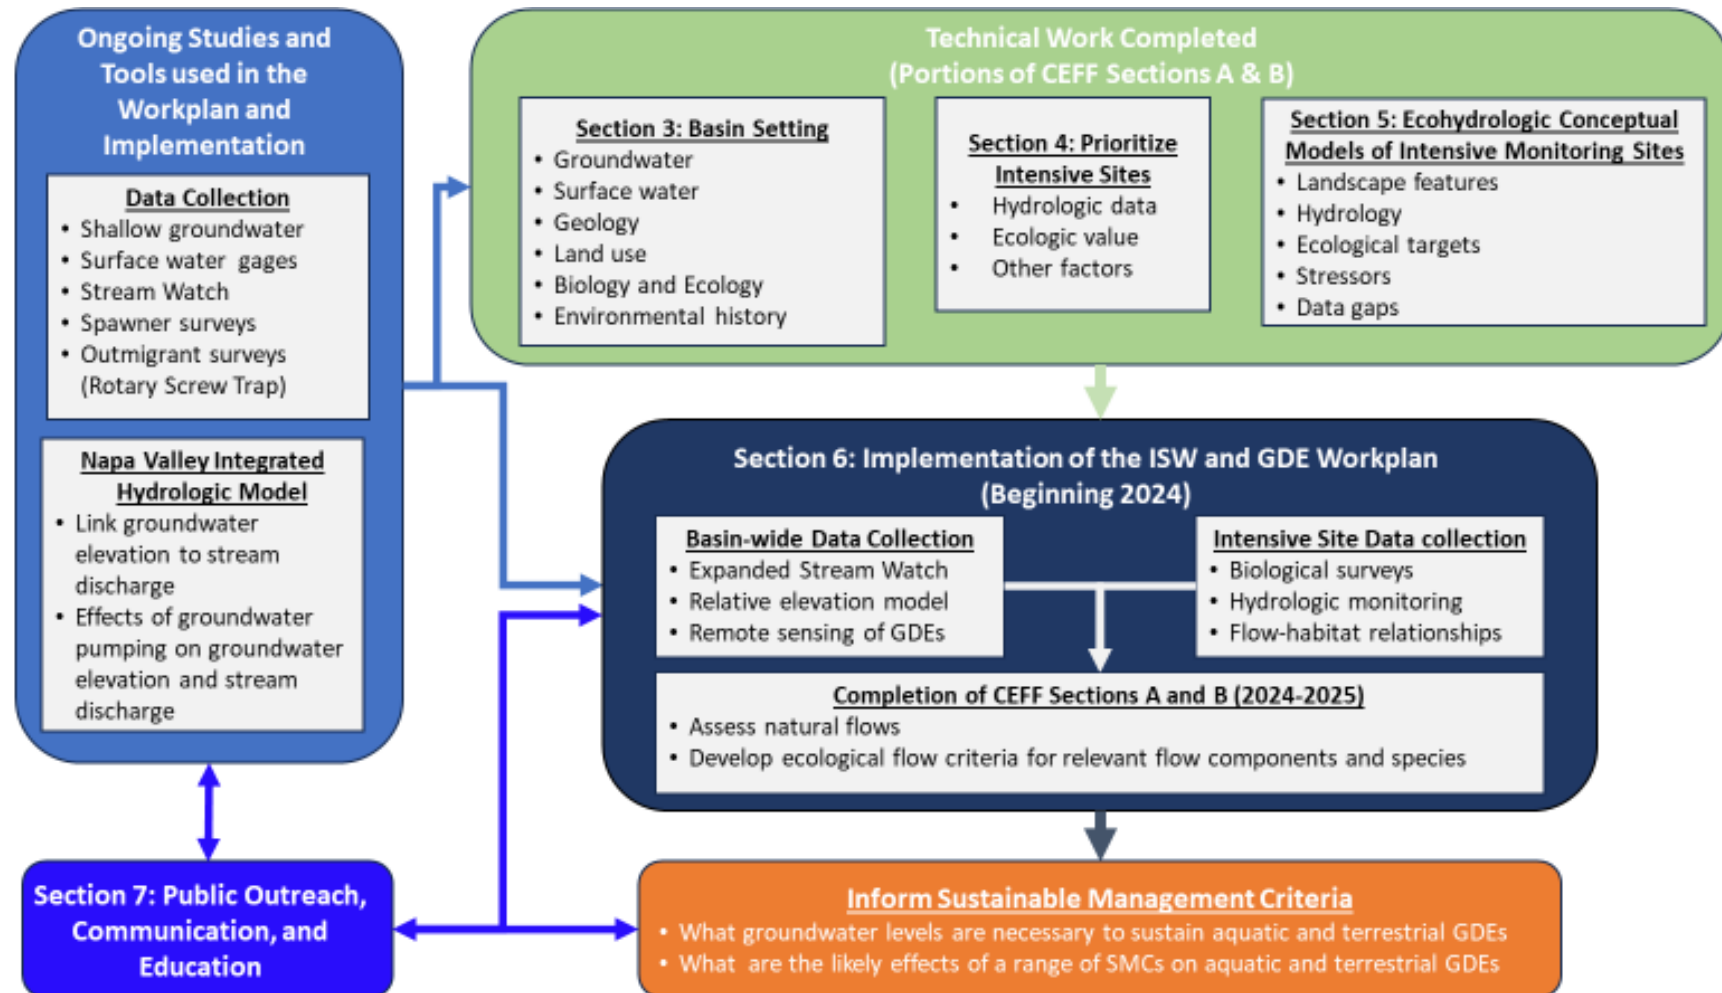 Ongoing Studies and
Tools used in the
Workplan and
Implementation
Data Collection
• Shallow groundwater
• Surface water gages
• Stream Watch
• Spawner surveys
• Outmigrant surveys
(Rotary Screw Trap)
Napa Valley Integrated
Hydrologic Model
• Link groundwater
elevation to stream
discharge
• Effects of groundwater
pumping on groundwater
elevation and stream
discharge
Technical Work Completed
(Portions of CEFF Sections A & B)
Section 3: Basin Setting
• Groundwater
• Surface water
• Geology
• Land use
• Biology and Ecology
• Environmental history
Section 4: Prioritize
Intensive Sites
• Hydrologic data
• Ecologic value
• Other factors
Section 5: Ecohydrologic Conceptual
Models of Intensive Monitoring Sites
• Landscape features
• Hydrology
• Ecological targets
• Stressors
• Data gaps
Section 6: Implementation of the ISW and GDE Workplan
(Beginning 2024)
Basin-wide Data Collection
• Expanded Stream Watch
• Relative elevation model
• Remote sensing of GDEs
Intensive Site Data collection
• Biological surveys
• Hydrologic monitoring
• Flow-habitat relationships
Completion of CEFF Sections A and B (2024-2025)
• Assess natural flows
• Develop ecological flow criteria for relevant flow components and species
Section 7: Public Outreach,
Communication, and
Education
Inform Sustainable Management Criteria
• What groundwater levels are necessary to sustain aquatic and terrestrial GDEs
• What are the likely effects of a range of SMCs on aquatic and terrestrial GDEs